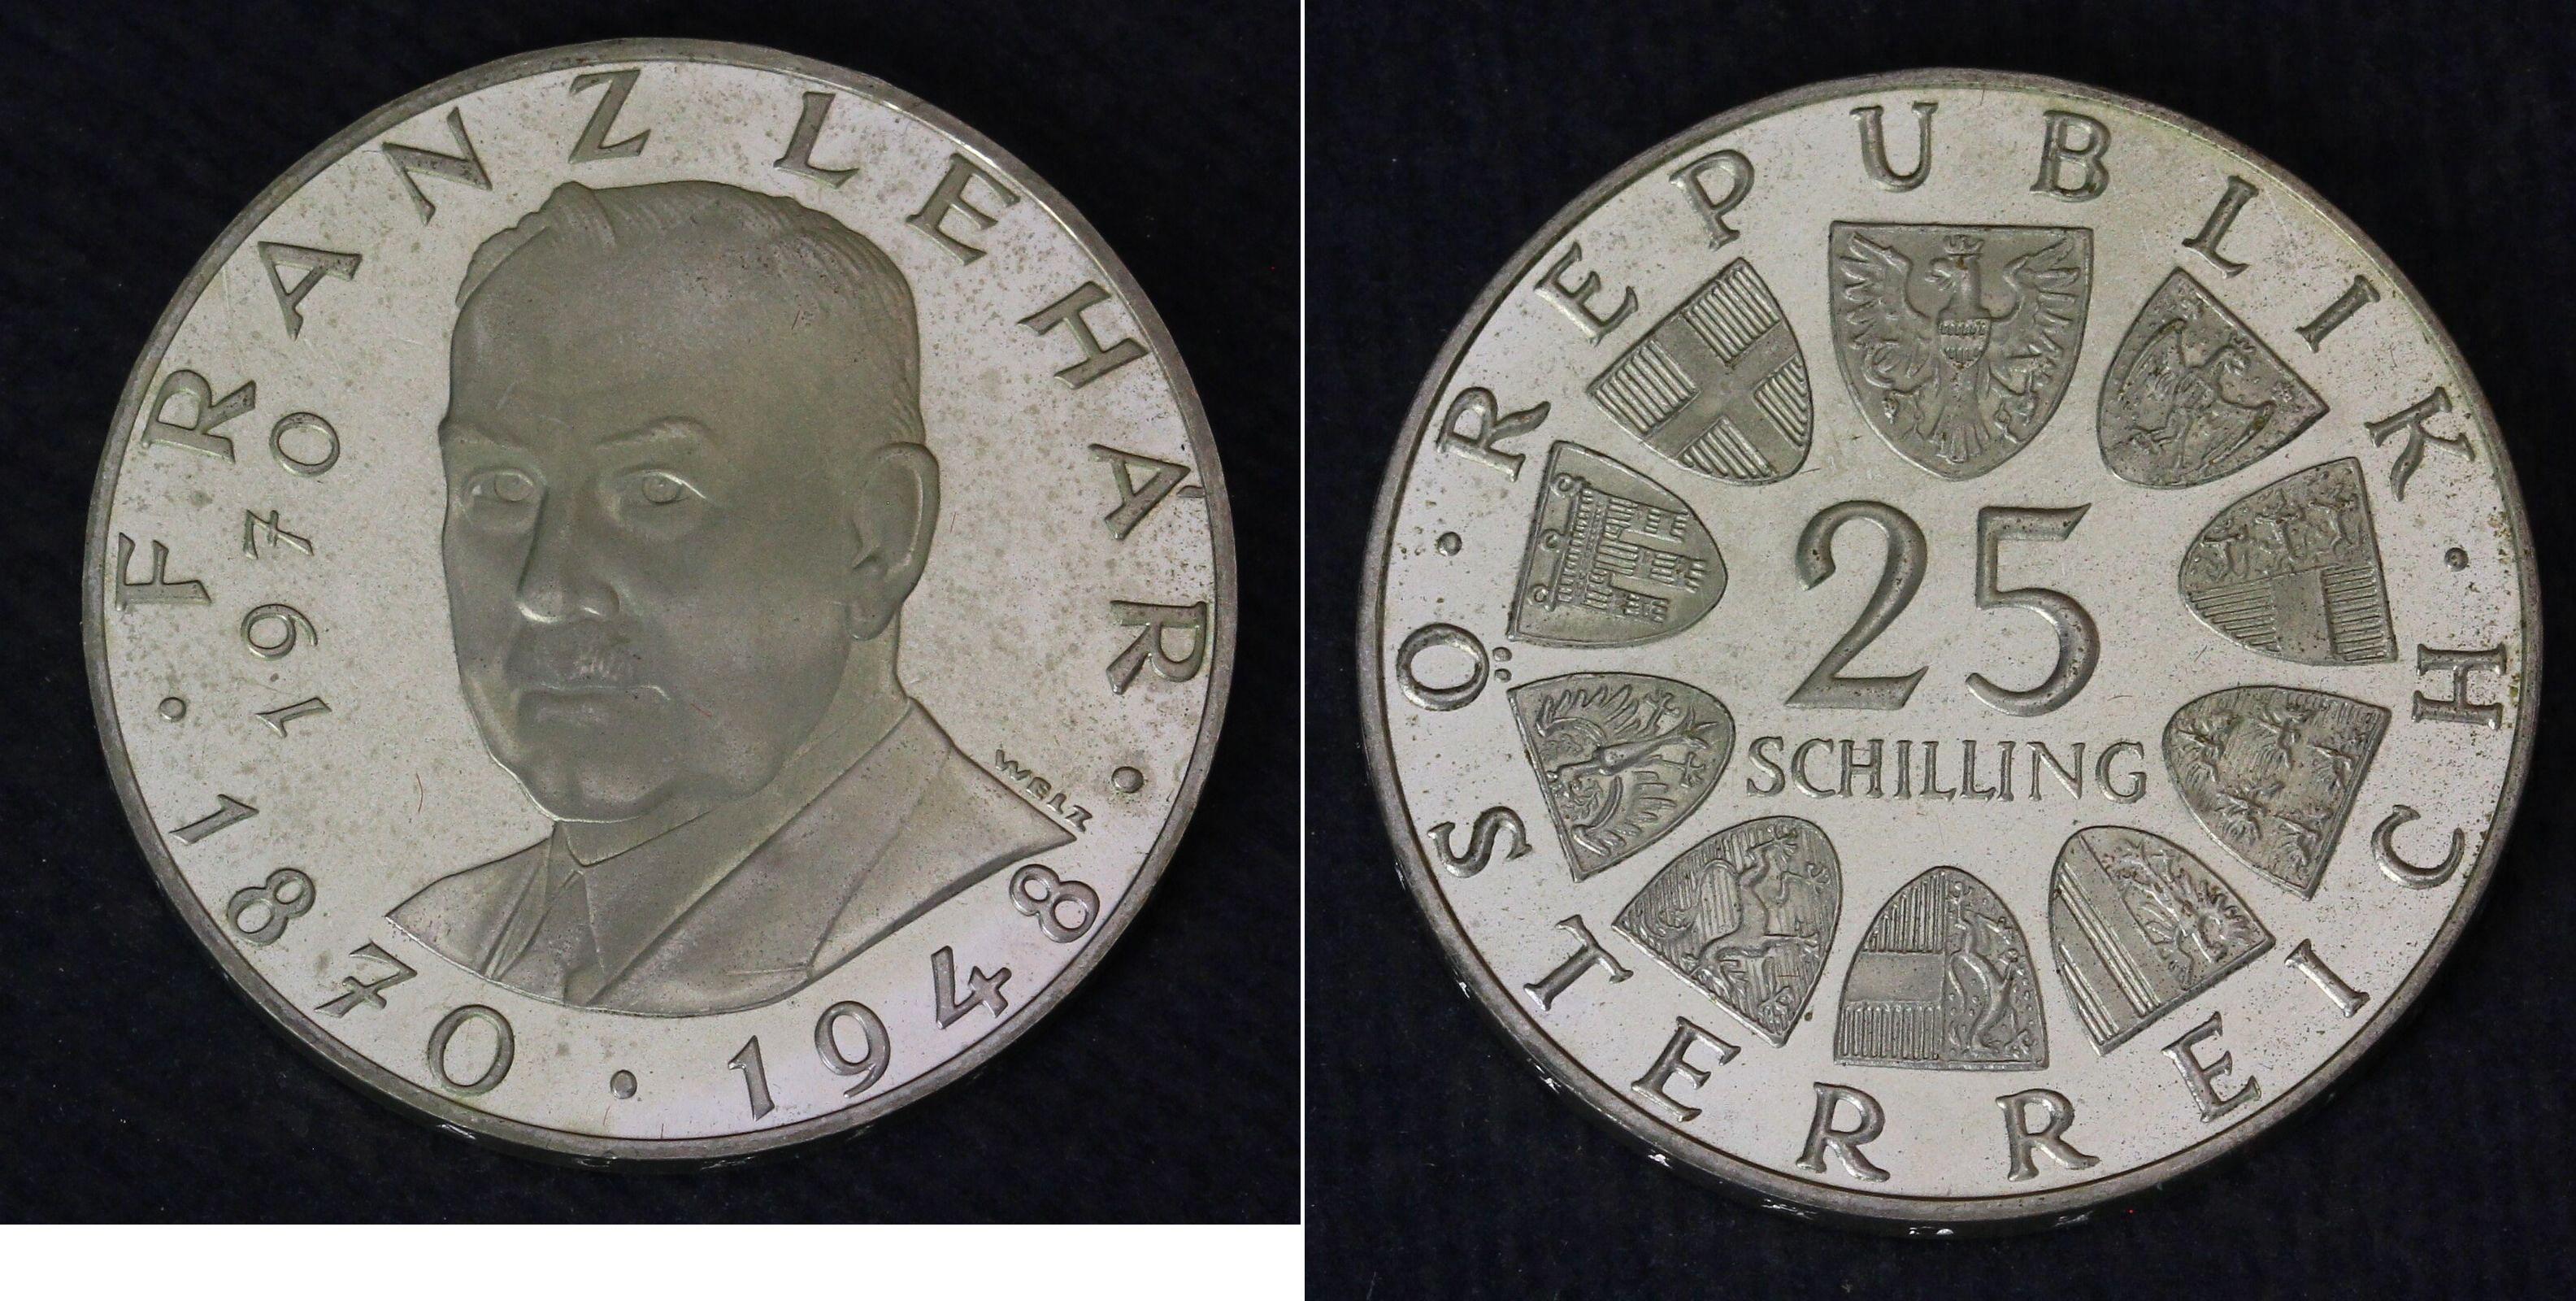 · FRANZ LEHÁR ·
1970
WELZ
1870 · 1948
REPUBLIK · ÖSTERREICH ·
25
SCHILLING